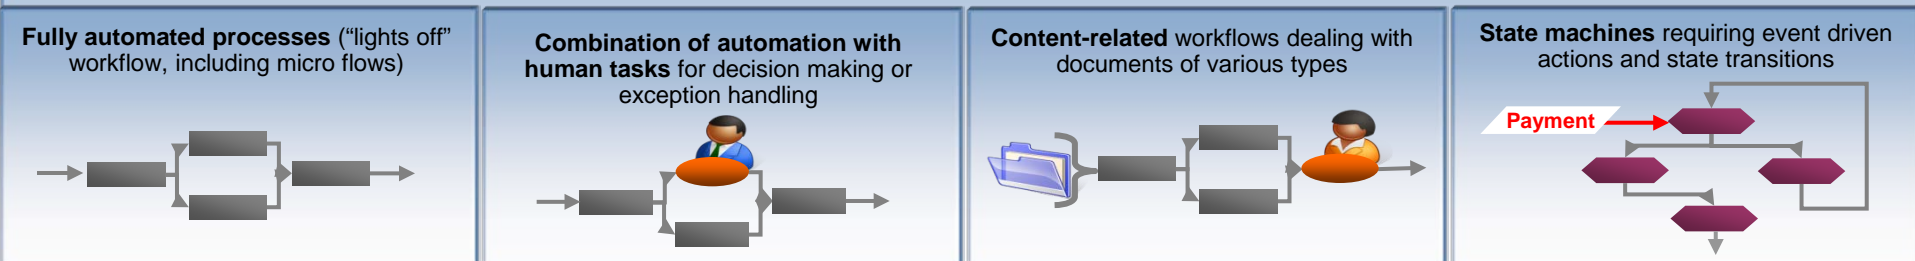 Fully automated processes (“lights off”
workflow, including micro flows)
Combination of automation with
human tasks for decision making or
exception handling
Content-related workflows dealing with
documents of various types
State machines requiring event driven
actions and state transitions
Payment